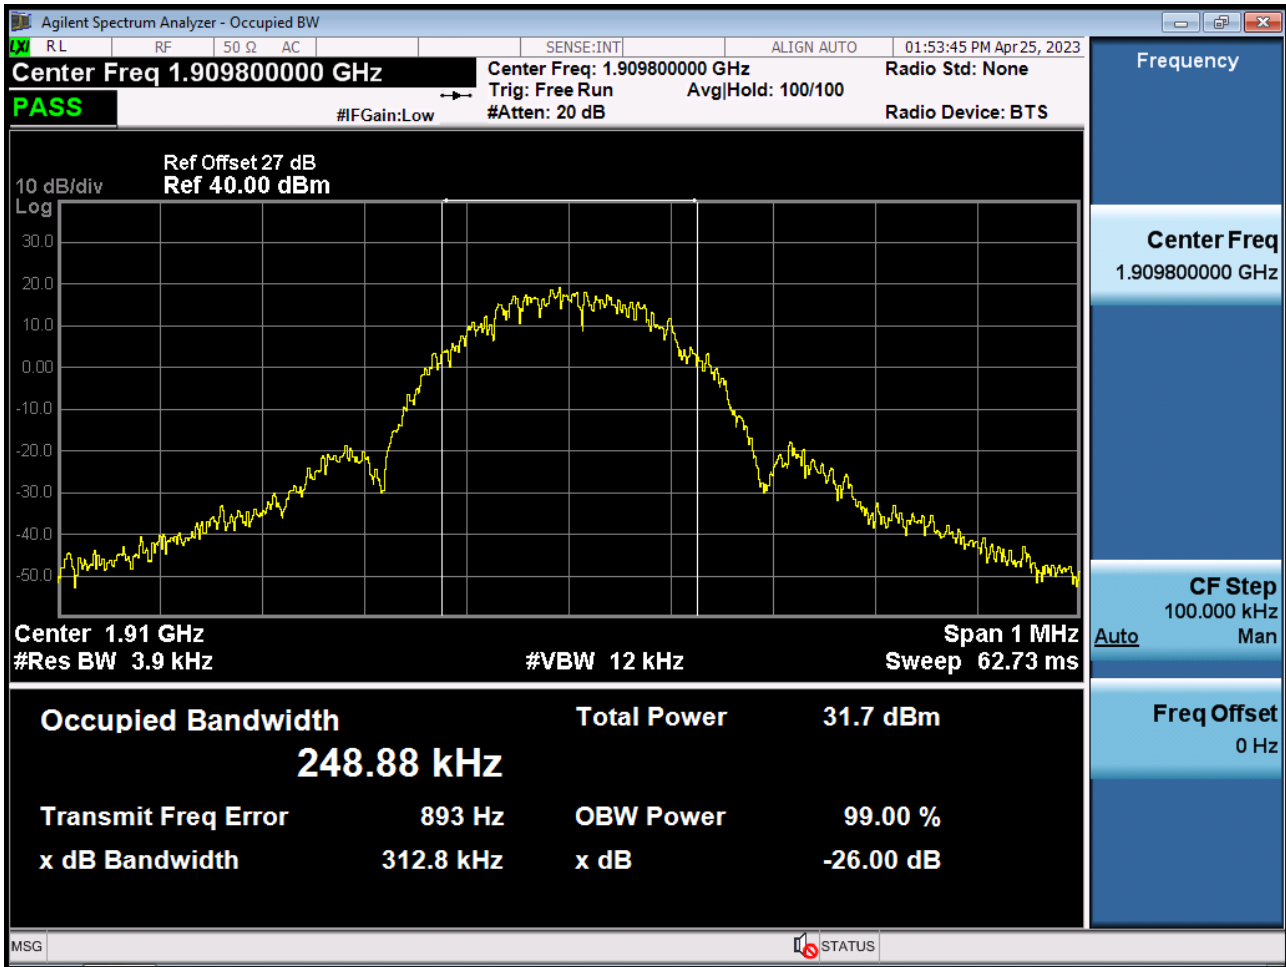 Agilent Spectrum Analyzer - Occupied BW
LXI RL RF 50 Ω AC SENSE:INT ALIGN AUTO 01:53:45 PM Apr 25, 2023
Center Freq 1.909800000 GHz
PASS
#IFGain:Low
Center Freq: 1.909800000 GHz
Trig: Free Run Avg|Hold: 100/100
#Atten: 20 dB
Radio Std: None
Radio Device: BTS
Ref Offset 27 dB
10 dB/div Ref 40.00 dBm
Log
30.0
20.0
10.0
0.00
-10.0
-20.0
-30.0
-40.0
-50.0
Center 1.91 GHz Span 1 MHz
#Res BW 3.9 kHz #VBW 12 kHz Sweep 62.73 ms
Occupied Bandwidth Total Power 31.7 dBm
248.88 kHz
Transmit Freq Error 893 Hz OBW Power 99.00 %
x dB Bandwidth 312.8 kHz x dB -26.00 dB
Frequency
Center Freq
1.909800000 GHz
CF Step
100.000 kHz
Auto Man
Freq Offset
0 Hz
MSG STATUS